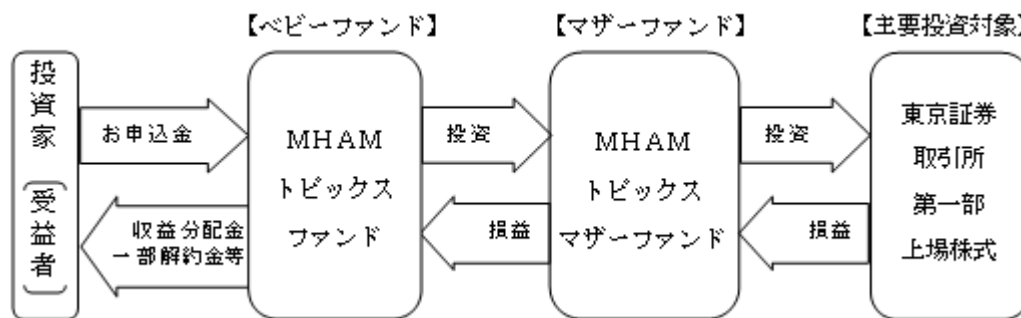 【ベビーファンド】
【マザーファンド】
【主要投資対象】
投資家
（受益者）
お申込金
収益分配金
一部解約金等
MHAM
トピックス
ファンド
投資
損益
MHAM
トピックス
マザーファンド
投資
損益
東京証券
取引所
第一部
上場株式